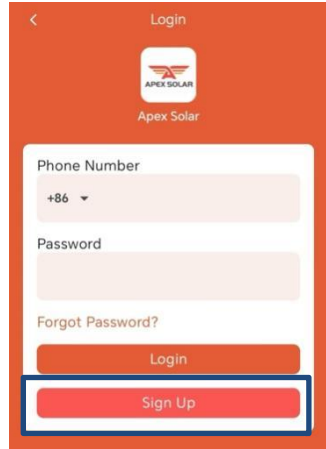 Login
APEX SOLAR
Apex Solar
Phone Number
+86
Password
Forgot Password?
Login
Sign Up